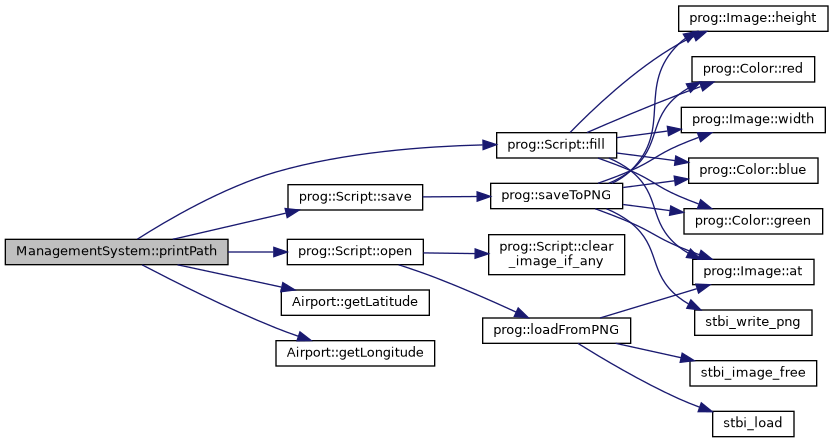 ManagementSystem::printPath
prog::Script::fill
prog::Script::save
prog::Script::open
Airport::getLatitude
Airport::getLongitude
prog::saveToPNG
prog::Script::clear
_image_if_any
prog::loadFromPNG
prog::Image::height
prog::Color::red
prog::Image::width
prog::Color::blue
prog::Color::green
prog::Image::at
stbi_write_png
stbi_image_free
stbi_load